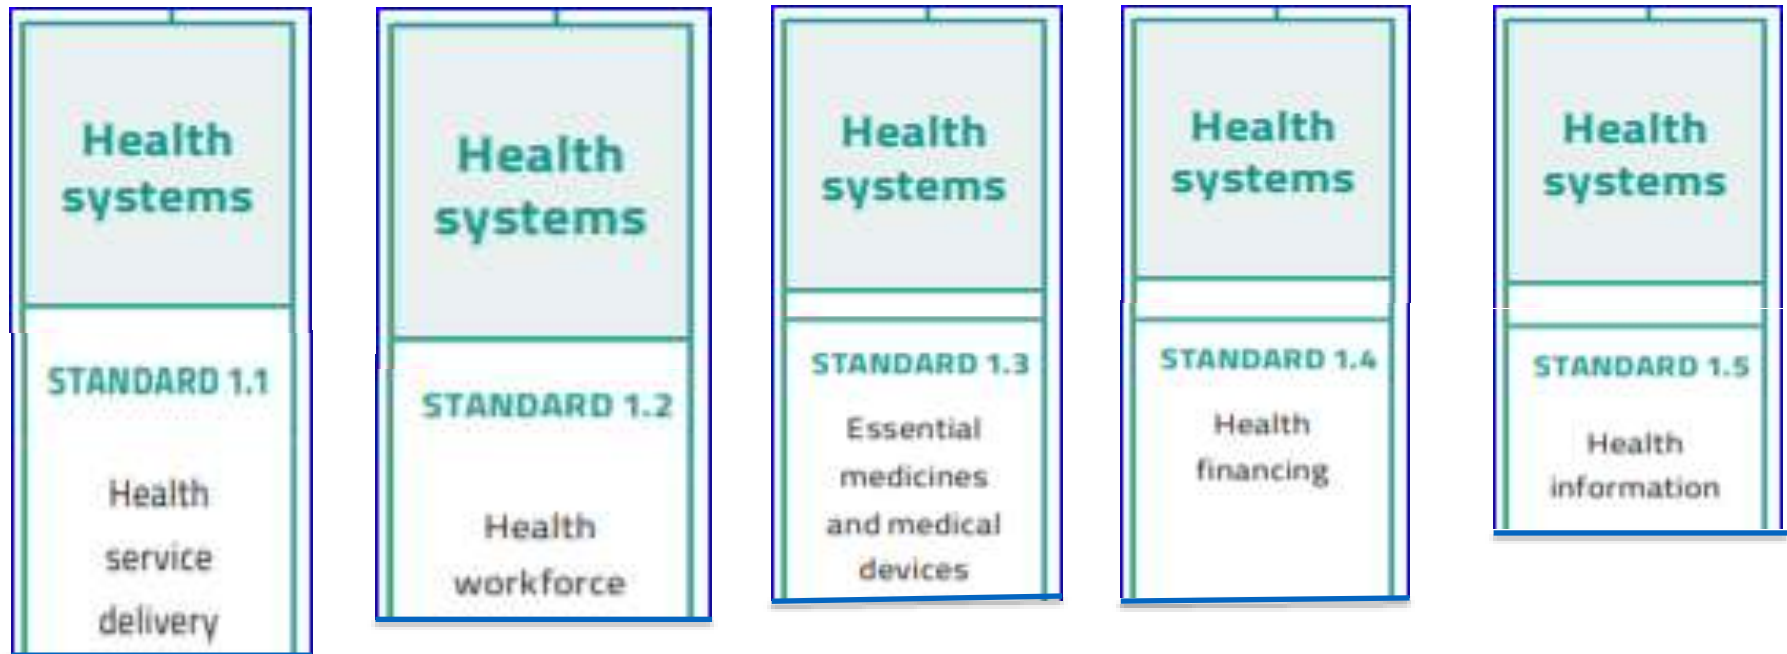 Health
systems
STANDARD 1.1
Health
service
delivery
Health
systems
STANDARD 1.2
Health
workforce
Health
systems
STANDARD 1.3
Essential
medicines
and medical
devices
Health
systems
STANDARD 1.4
Health
financing
Health
systems
STANDARD 1.5
Health
information